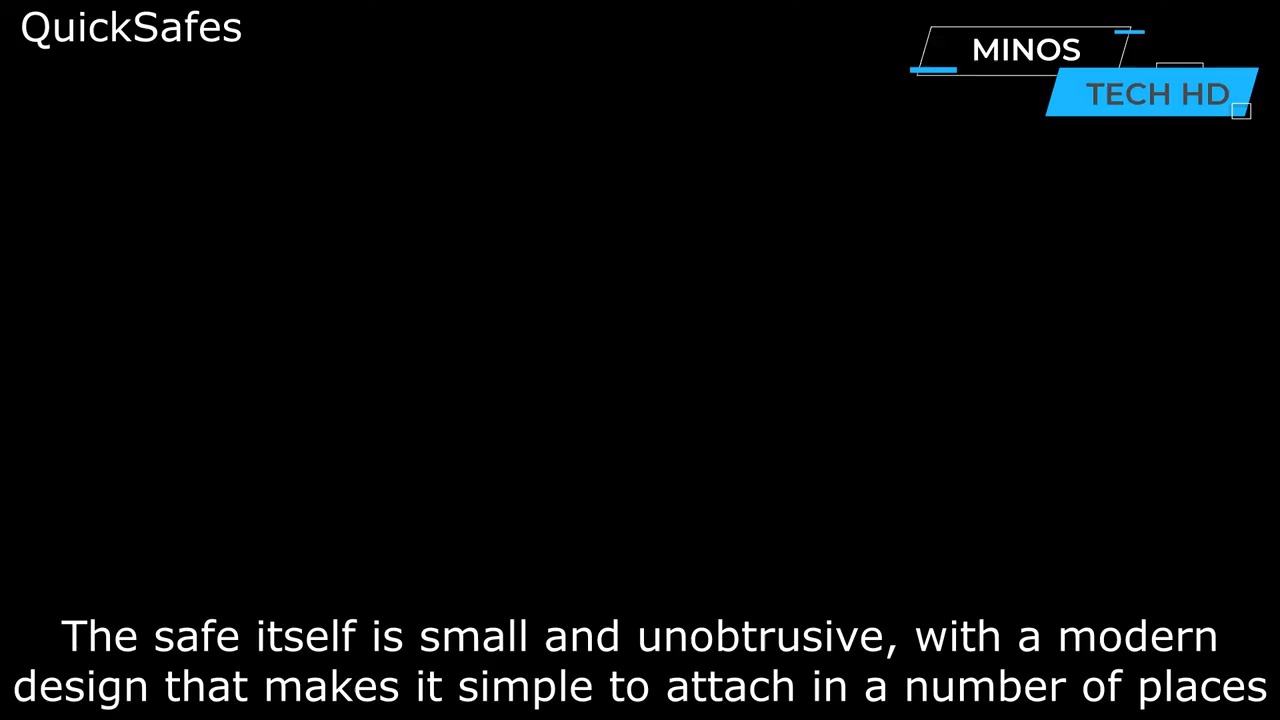 QuickSafes
MINOS
TECH HD
The safe itself is small and unobtrusive, with a modern
design that makes it simple to attach in a number of places